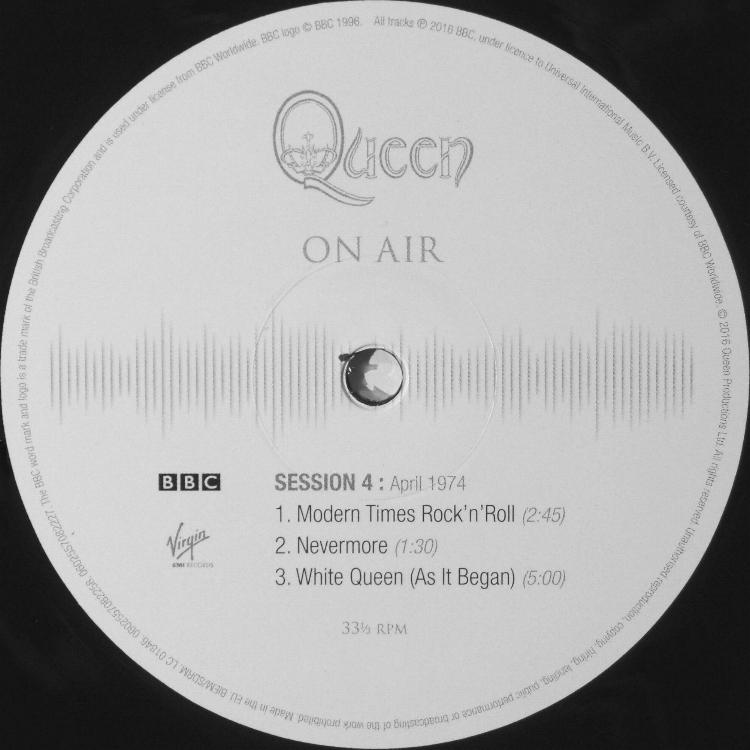 The BBC word mark and logo is a trade mark of the British Broadcasting Corporation and is used under license from BBC Worldwide. BBC logo © BBC 1996. All tracks ℗ 2016 BBC, under licence to Universal International Music B.V. Licensed courtesy of BBC Worldwide. © 2016 Queen Productions Ltd. All rights reserved. Unauthorised reproduction, copying, hiring, lending, public performance or broadcasting of the work prohibited. Made in the EU. BIEM/SDRM. LC 01846.
Queen
ON AIR
BBC
SESSION 4 : April 1974
1. Modern Times Rock'n'Roll (2:45)
2. Nevermore (1:30)
3. White Queen (As It Began) (5:00)
Virgin
EMI RECORDS
33⅓ RPM